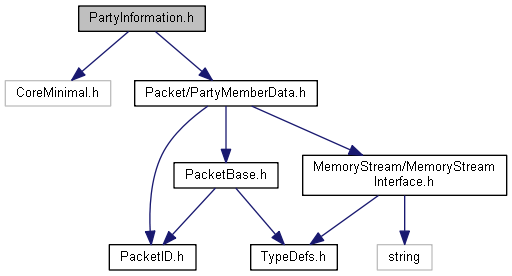 PartyInformation.h
CoreMinimal.h
Packet/PartyMemberData.h
PacketBase.h
MemoryStream/MemoryStream
Interface.h
PacketID.h
TypeDefs.h
string